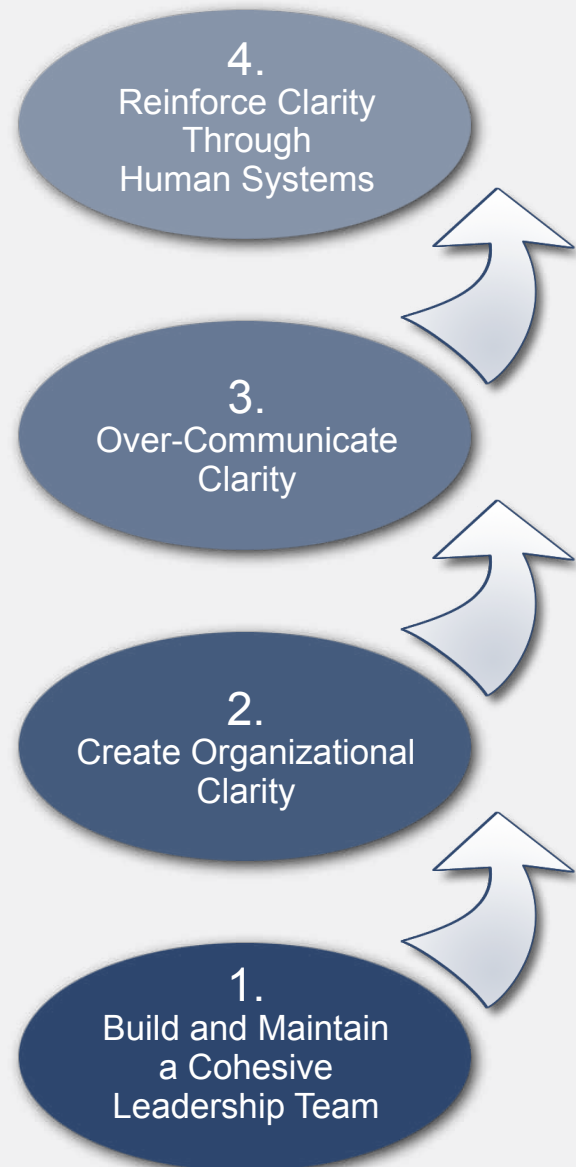 4.
Reinforce Clarity
Through
Human Systems
3.
Over-Communicate
Clarity
2.
Create Organizational
Clarity
1.
Build and Maintain
a Cohesive
Leadership Team